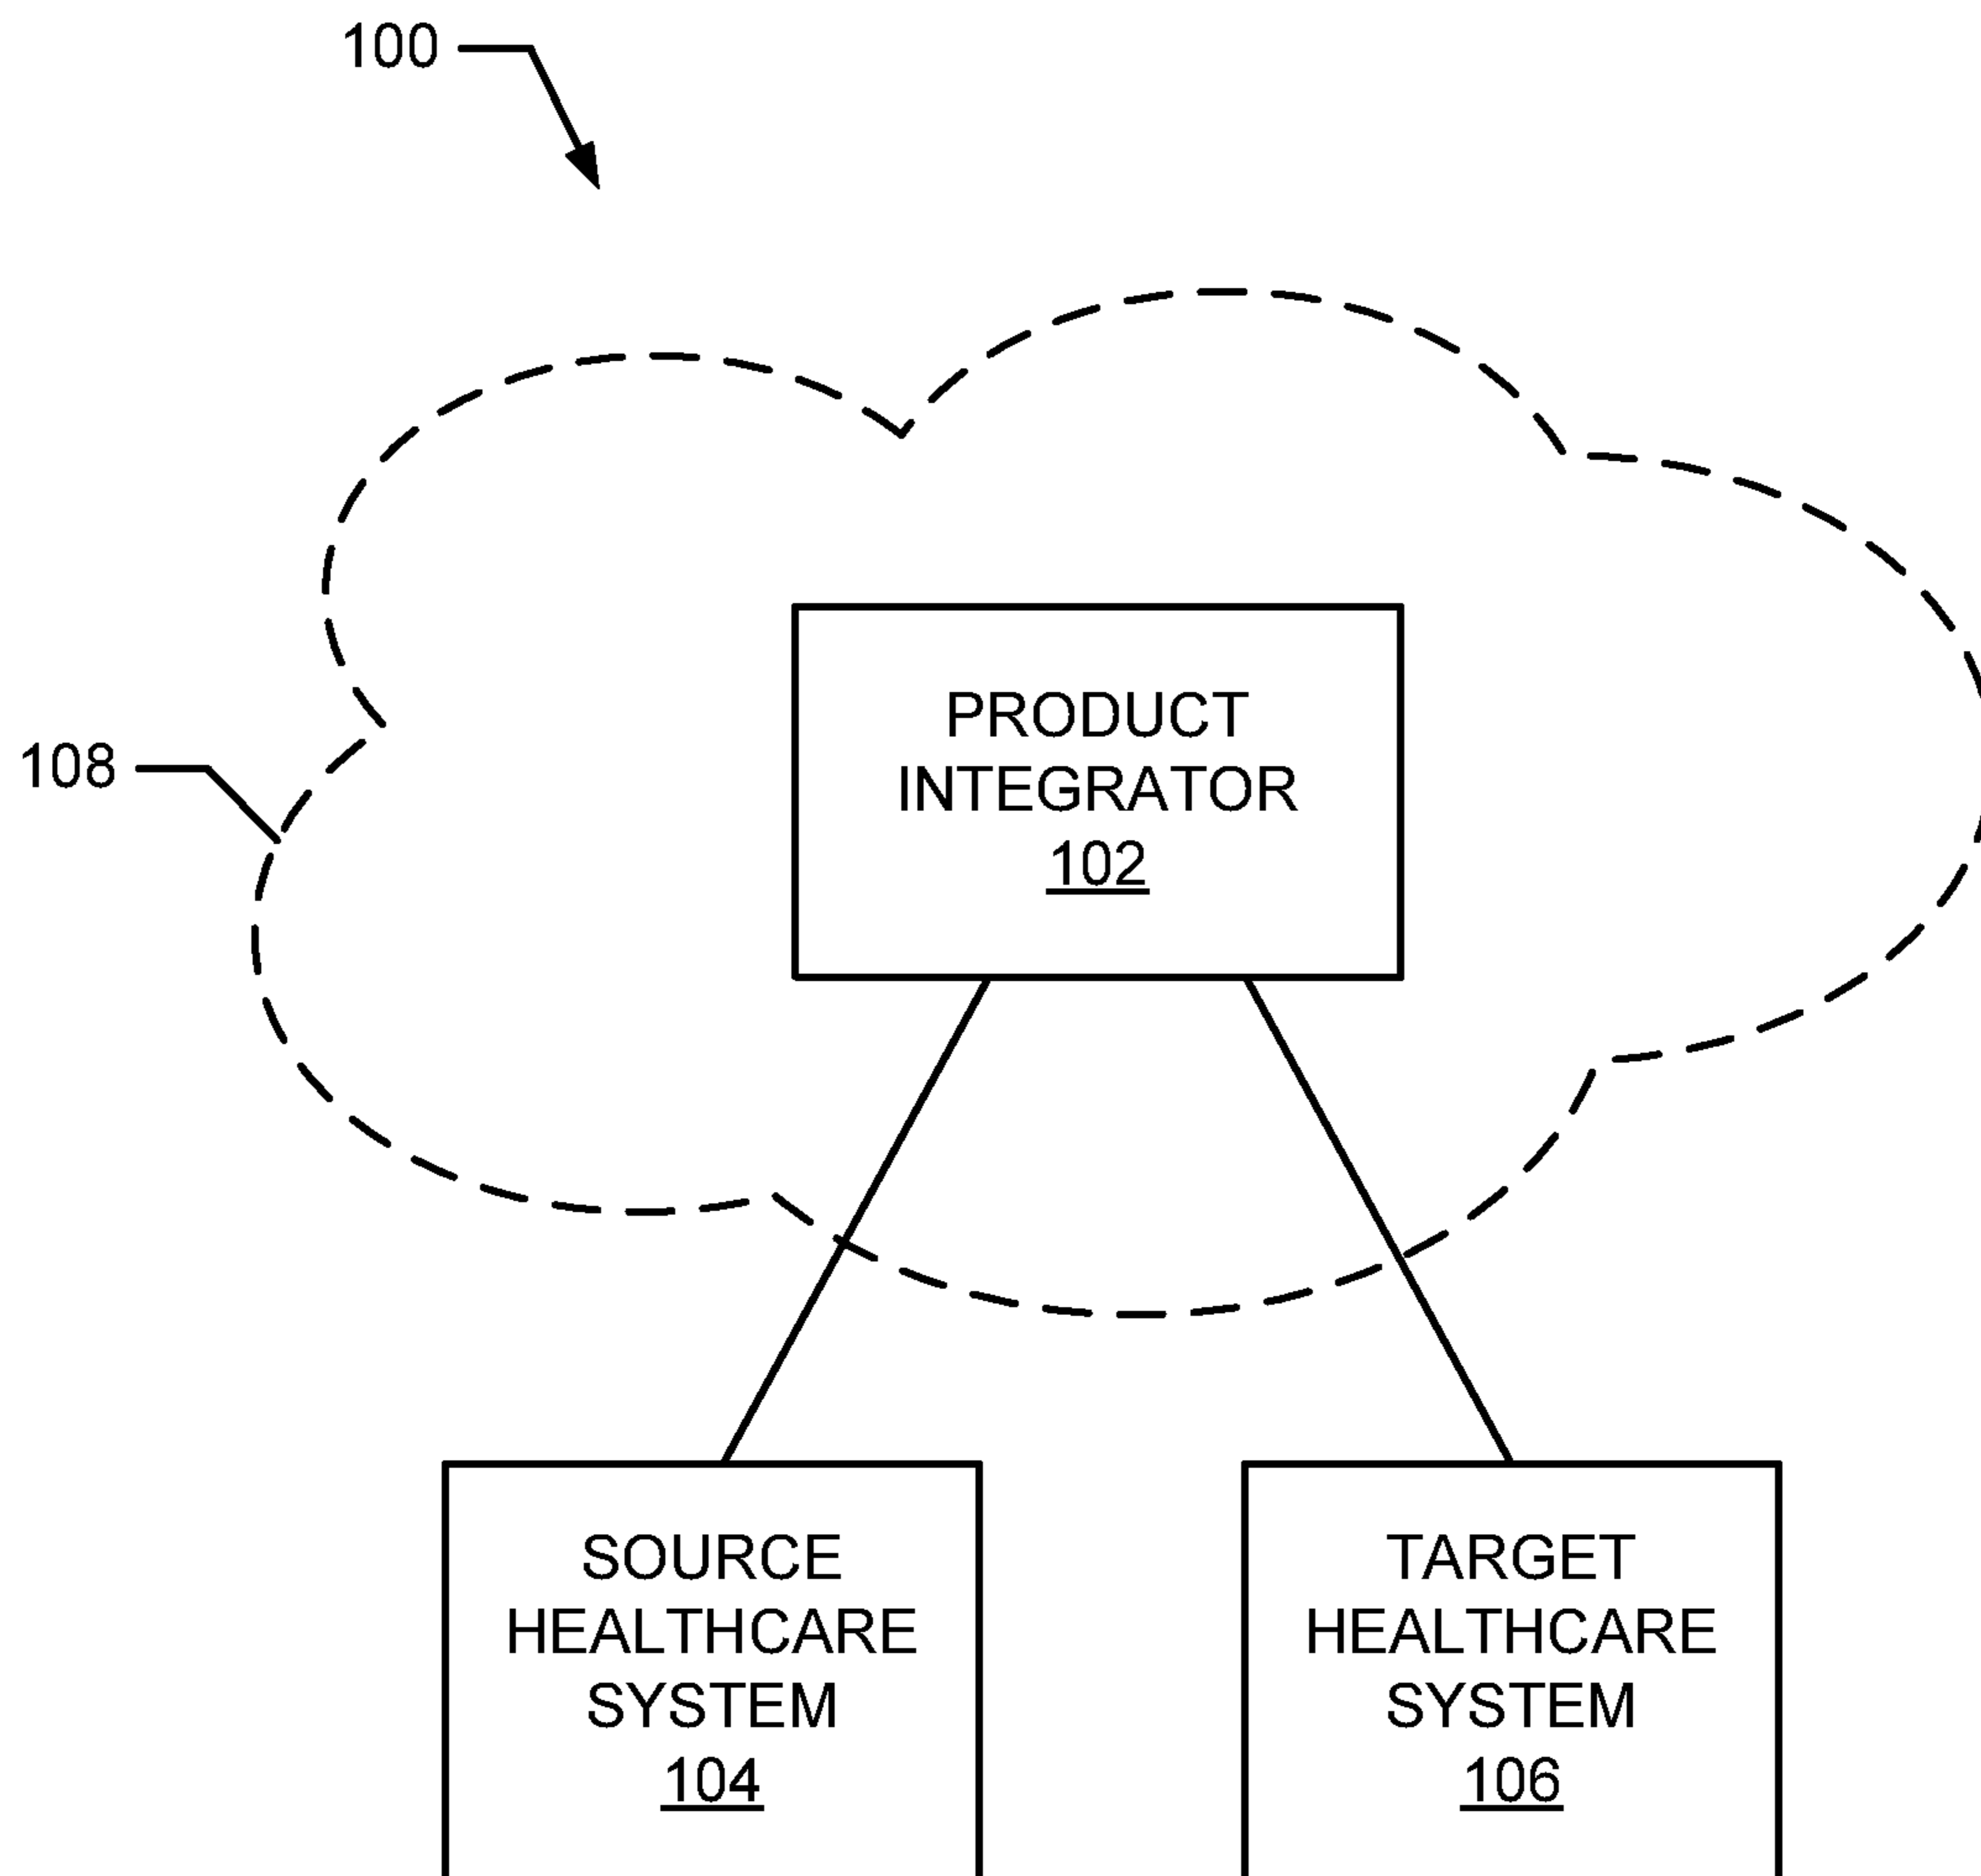 100
PRODUCT
INTEGRATOR
102
108
SOURCE
HEALTHCARE
SYSTEM
104
TARGET
HEALTHCARE
SYSTEM
106